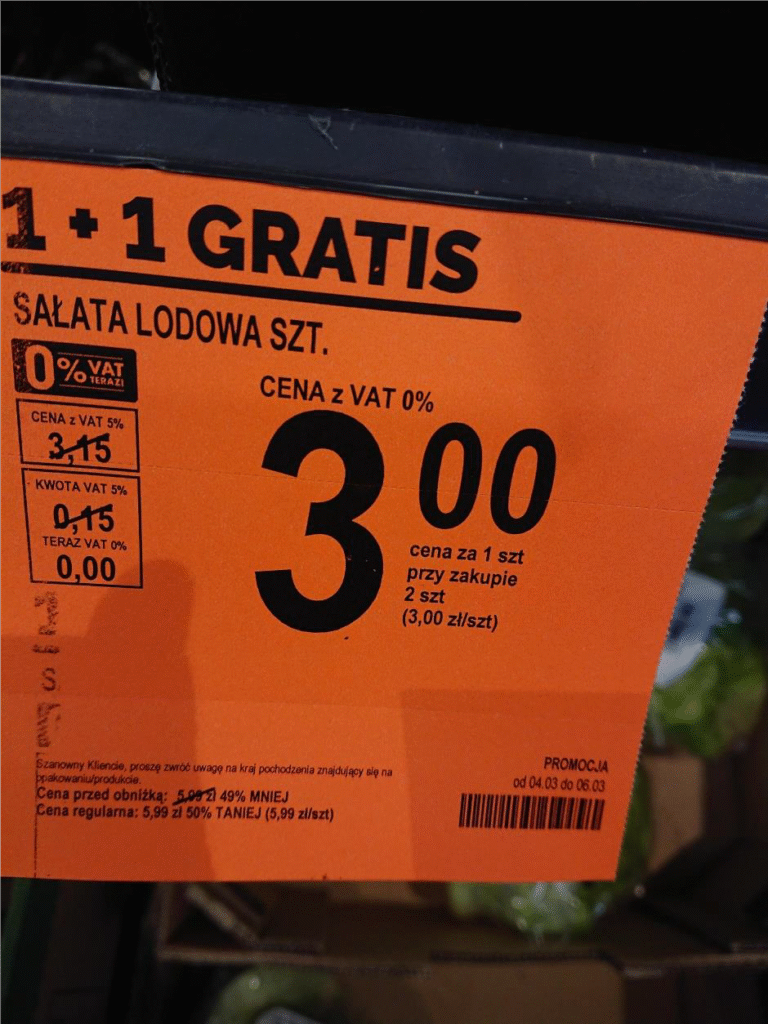 1 + 1 GRATIS
SAŁATA LODOWA SZT.
0% VAT
TERAZ!
CENA z VAT 0%
CENA z VAT 5%
3,15
KWOTA VAT 5%
0,15
TERAZ VAT 0%
0,00
3 00
cena za 1 szt
przy zakupie
2 szt
(3,00 zł/szt)
Szanowny Kliencie, proszę zwróć uwagę na kraj pochodzenia znajdujący się na
opakowaniu/produkcie.
Cena przed obniżką: 5,99 zł 49% MNIEJ
Cena regularna: 5,99 zł 50% TANIEJ (5,99 zł/szt)
PROMOCJA
od 04.03 do 06.03